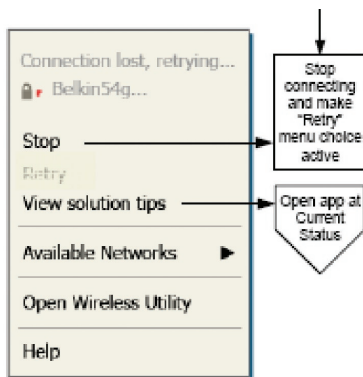 Connection lost, retrying...
Belkin54g...
Stop
Retry
View solution tips
Available Networks
Open Wireless Utility
Help
Stop
connecting
and make
"Retry"
menu choice
active
Open app at
Current
Status